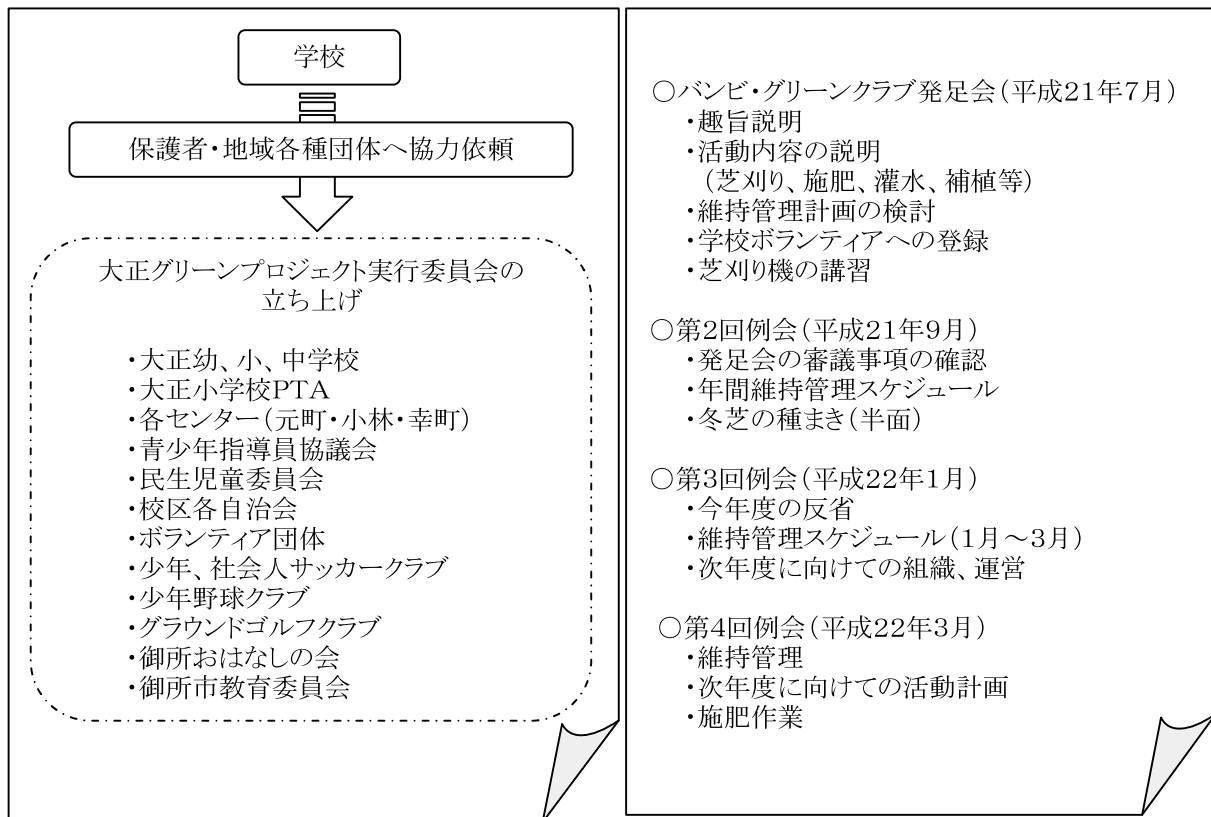 学校
保護者・地域各種団体へ協力依頼
大正グリーンプロジェクト実行委員会の
立ち上げ
・大正幼、小、中学校
・大正小学校PTA
・各センター(元町・小林・幸町)
・青少年指導員協議会
・民生児童委員会
・校区各自治会
・ボランティア団体
・少年、社会人サッカークラブ
・少年野球クラブ
・グラウンドゴルフクラブ
・御所おはなしの会
・御所市教育委員会
○バンビ・グリーンクラブ発足会(平成21年7月)
・趣旨説明
・活動内容の説明
(芝刈り、施肥、灌水、補植等)
・維持管理計画の検討
・学校ボランティアへの登録
・芝刈り機の講習
○第2回例会(平成21年9月)
・発足会の審議事項の確認
・年間維持管理スケジュール
・冬芝の種まき(半面)
○第3回例会(平成22年1月)
・今年度の反省
・維持管理スケジュール(1月～3月)
・次年度に向けての組織、運営
○第4回例会(平成22年3月)
・維持管理
・次年度に向けての活動計画
・施肥作業